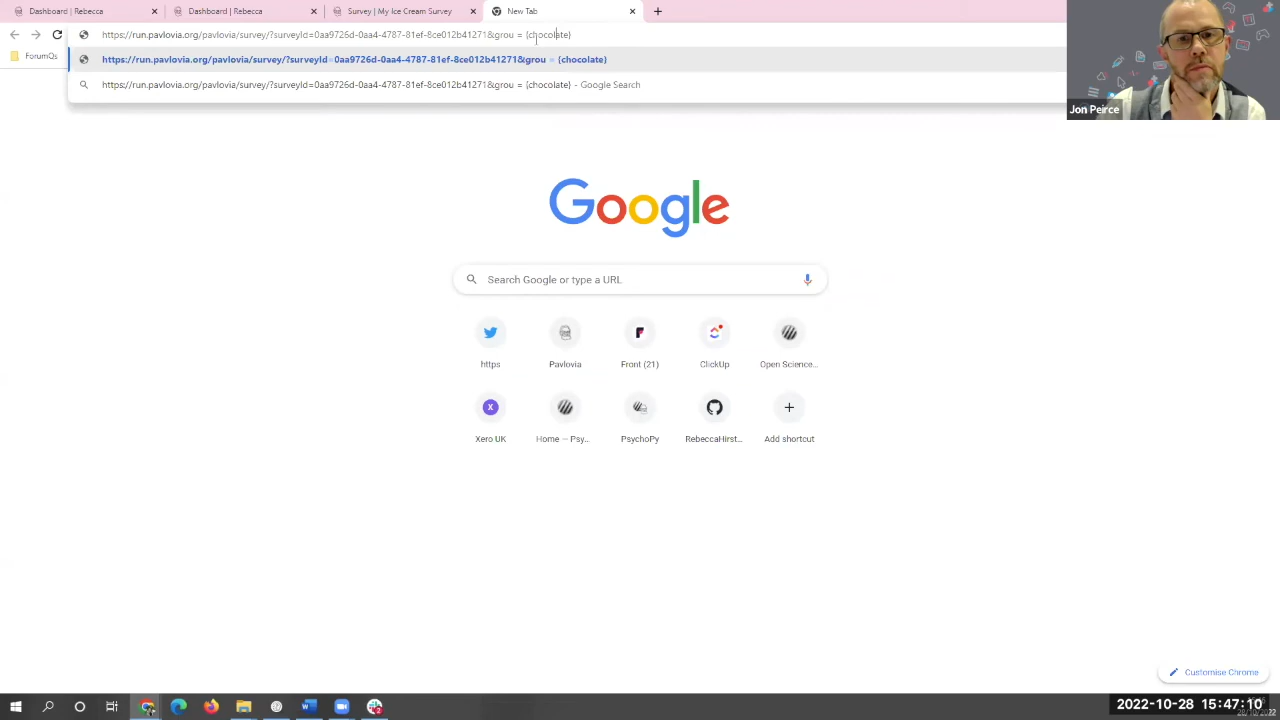 Dashboard | Rebecca
Dashboard | Rebecca
Survey | My Ice Cream Survey
New Tab
https://run.pavlovia.org/pavlovia/survey/?surveyId=0aa9726d-0aa4-4787-81ef-8ce012b41271&grou = {chocolate}
ForumQs
https://run.pavlovia.org/pavlovia/survey/?surveyId=0aa9726d-0aa4-4787-81ef-8ce012b41271&grou = {chocolate}
https://run.pavlovia.org/pavlovia/survey/?surveyId=0aa9726d-0aa4-4787-81ef-8ce012b41271&grou = {chocolate} - Google Search
Jon Peirce
Google
Search Google or type a URL
https
Pavlovia
Front (21)
ClickUp
Open Science...
X
Xero UK
Home — Psy...
PsychoPy
RebeccaHirst...
Add shortcut
Customise Chrome
2022-10-28 15:47:10